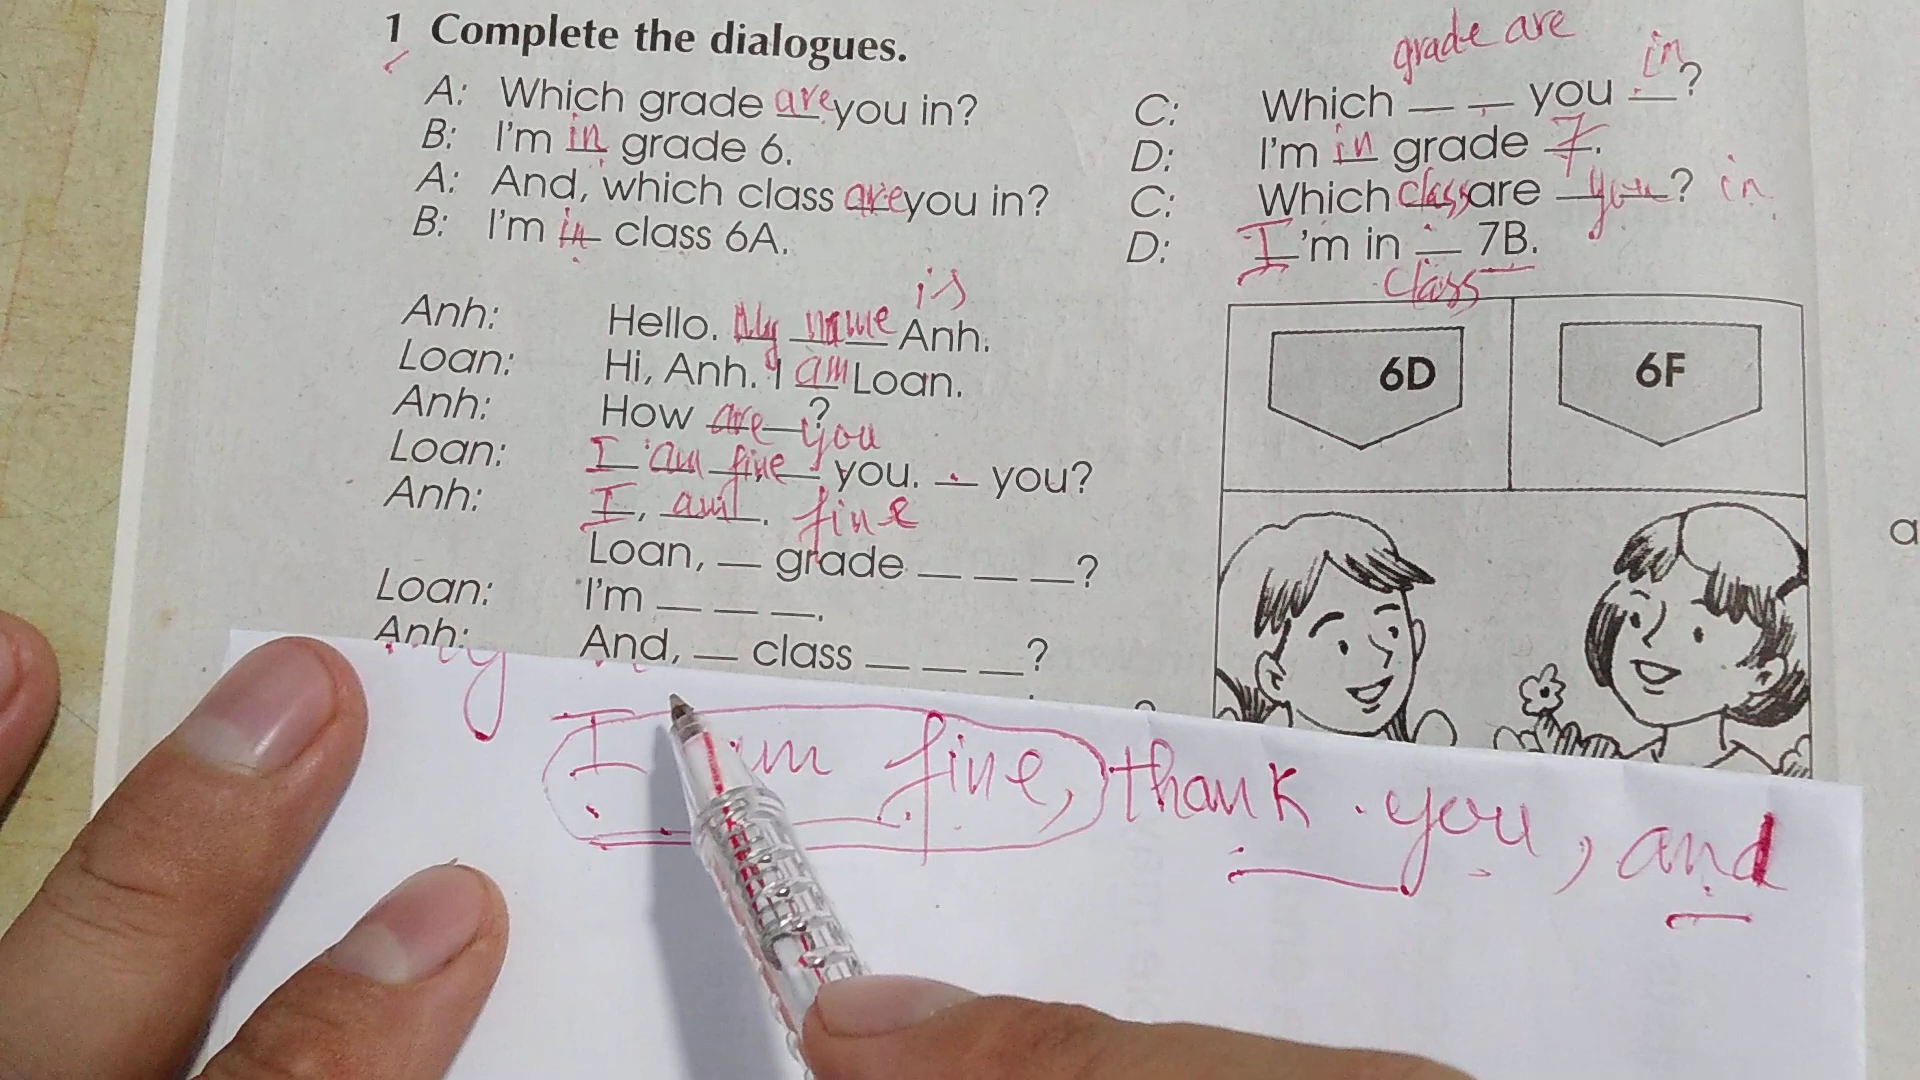 1 Complete the dialogues.
A: Which grade are you in?
B: I'm in grade 6.
A: And, which class are you in?
B: I'm in class 6A.
grade are in
C: Which _ _ you _?
D: I'm in grade 7.
C: Which class are you? in
D: I'm in _ 7B.
class
is
Anh: Hello. My name Anh.
Loan: Hi, Anh. I am Loan.
Anh: How are _?
you
Loan: I am fine _ you. _ you?
Anh: I, am. fine
Loan, _ grade _ _ _?
Loan: I'm _ _ _.
Anh: And, _ class _ _ _?
6D
6F
a
I am fine, thank you, and